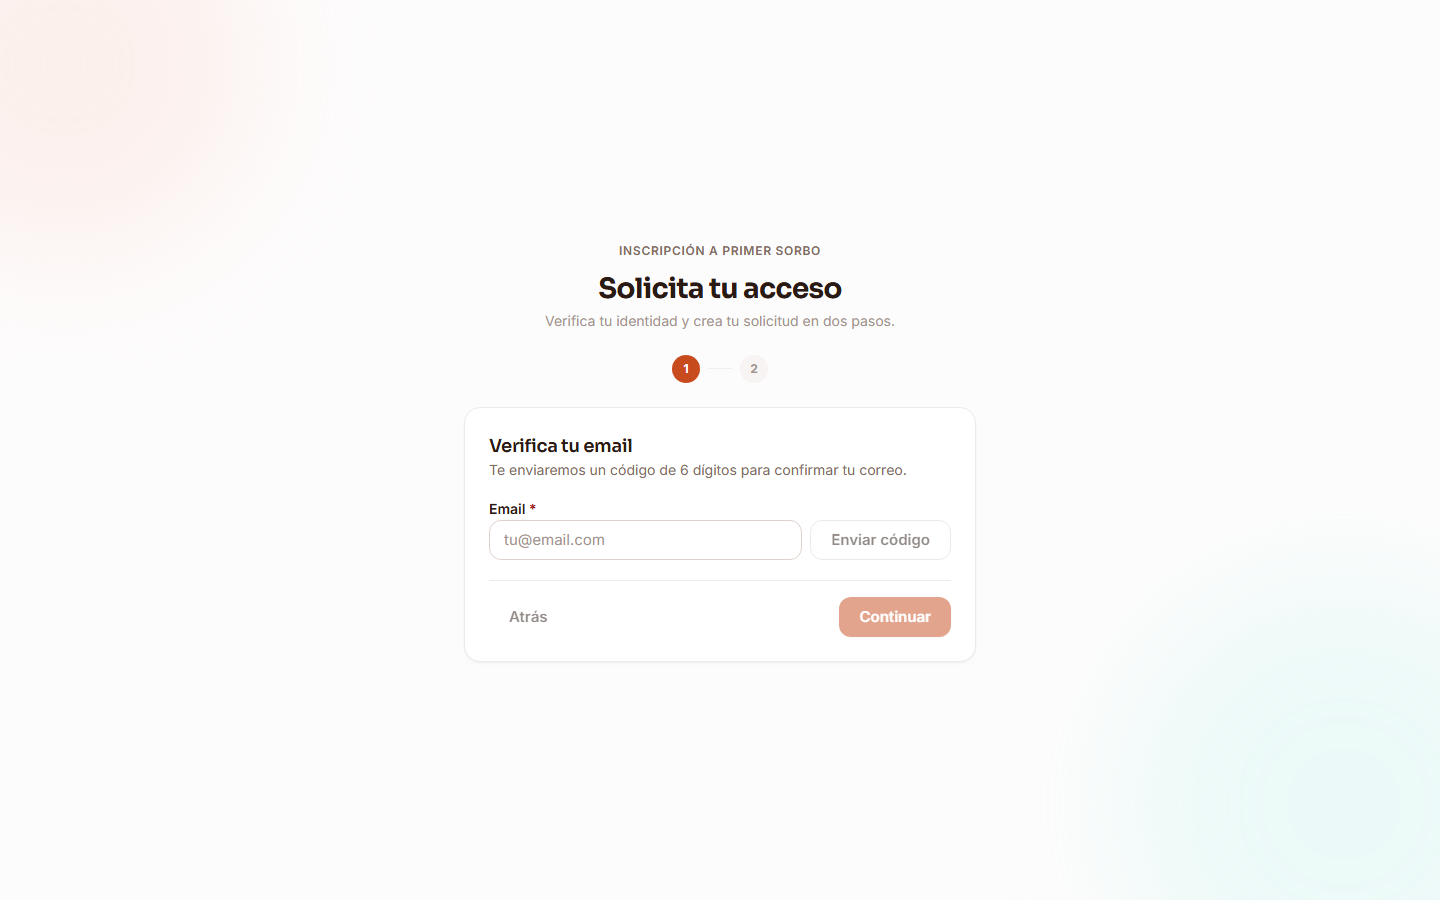 INSCRIPCIÓN A PRIMER SORBO
Solicita tu acceso
Verifica tu identidad y crea tu solicitud en dos pasos.
1 2
Verifica tu email
Te enviaremos un código de 6 dígitos para confirmar tu correo.
Email *
tu@email.com Enviar código
Atrás Continuar